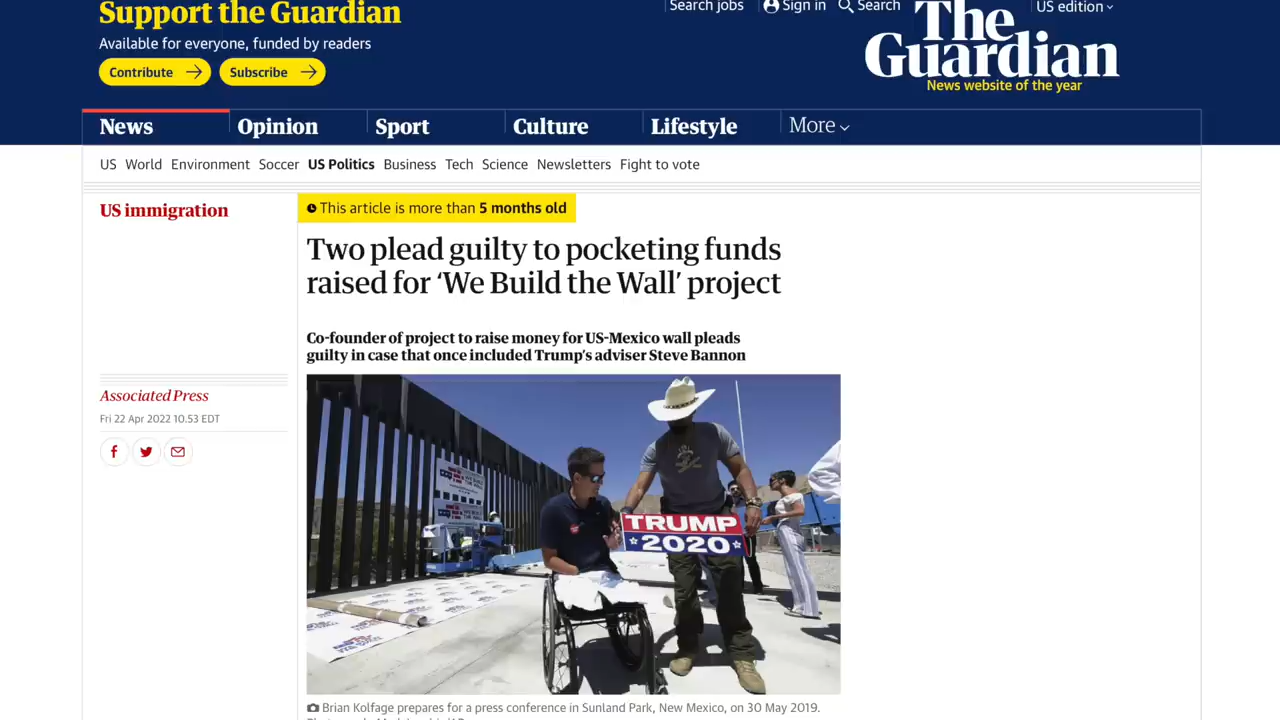 Support the Guardian
Available for everyone, funded by readers
Contribute
Subscribe
Search jobs
Sign in
Search
US edition
The
Guardian
News website of the year
News
Opinion
Sport
Culture
Lifestyle
More
US
World
Environment
Soccer
US Politics
Business
Tech
Science
Newsletters
Fight to vote
US immigration
This article is more than 5 months old
Two plead guilty to pocketing funds
raised for ‘We Build the Wall’ project
Co-founder of project to raise money for US-Mexico wall pleads
guilty in case that once included Trump’s adviser Steve Bannon
Associated Press
Fri 22 Apr 2022 10.53 EDT
TRUMP
2020
Brian Kolfage prepares for a press conference in Sunland Park, New Mexico, on 30 May 2019.